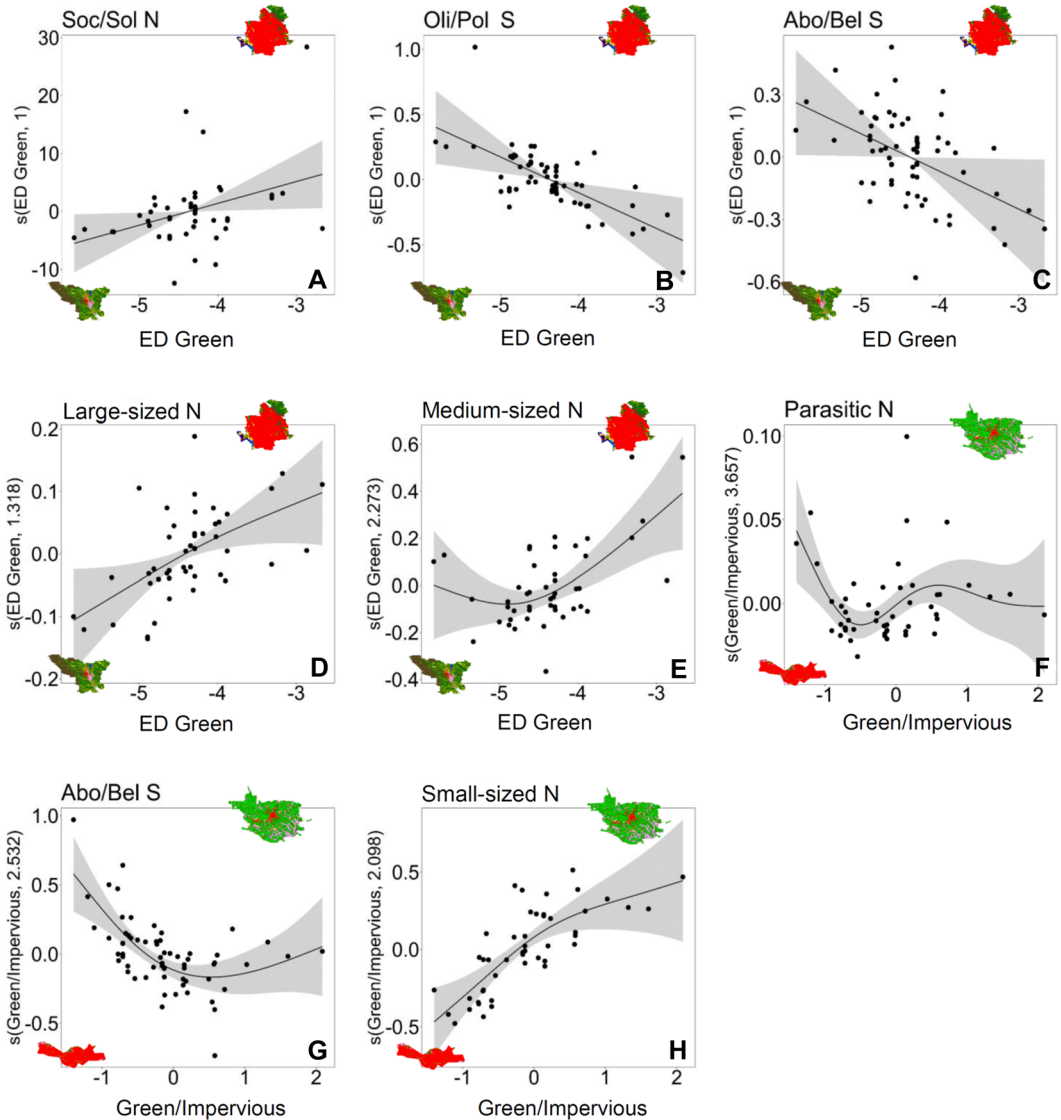 Soc/Sol N
s(ED Green, 1)
30
20
10
0
-10
-5
-4
-3
A
ED Green
Oli/Pol S
s(ED Green, 1)
1.0
0.5
0.0
-0.5
-5
-4
-3
B
ED Green
Abo/Bel S
s(ED Green, 1)
0.3
0.0
-0.3
-0.6
-5
-4
-3
C
ED Green
Large-sized N
s(ED Green, 1.318)
0.2
0.1
0.0
-0.1
-0.2
-5
-4
-3
D
ED Green
Medium-sized N
s(ED Green, 2.273)
0.6
0.4
0.2
0.0
-0.2
-0.4
-5
-4
-3
E
ED Green
Parasitic N
s(Green/Impervious, 3.657)
0.10
0.05
0.00
-1
0
1
2
F
Green/Impervious
Abo/Bel S
s(Green/Impervious, 2.532)
1.0
0.5
0.0
-0.5
-1
0
1
2
G
Green/Impervious
Small-sized N
s(Green/Impervious, 2.098)
0.5
0.0
-0.5
-1
0
1
2
H
Green/Impervious